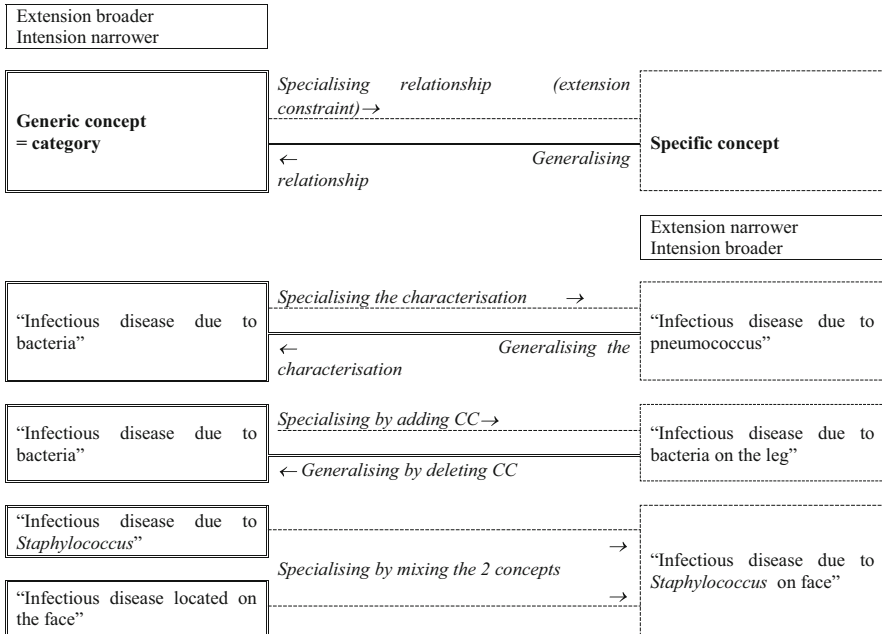 Extension broader
Intension narrower
Generic concept
= category
Specialising relationship (extension
constraint)→
← Generalising
relationship
Specific concept
Extension narrower
Intension broader
“Infectious disease due to
bacteria”
Specialising the characterisation →
← Generalising the
characterisation
“Infectious disease due to
pneumococcus”
“Infectious disease due to
bacteria”
Specialising by adding CC→
← Generalising by deleting CC
“Infectious disease due to
bacteria on the leg”
“Infectious disease due to
Staphylococcus”
“Infectious disease located on
the face”
→
Specialising by mixing the 2 concepts
→
“Infectious disease due to
Staphylococcus on face”